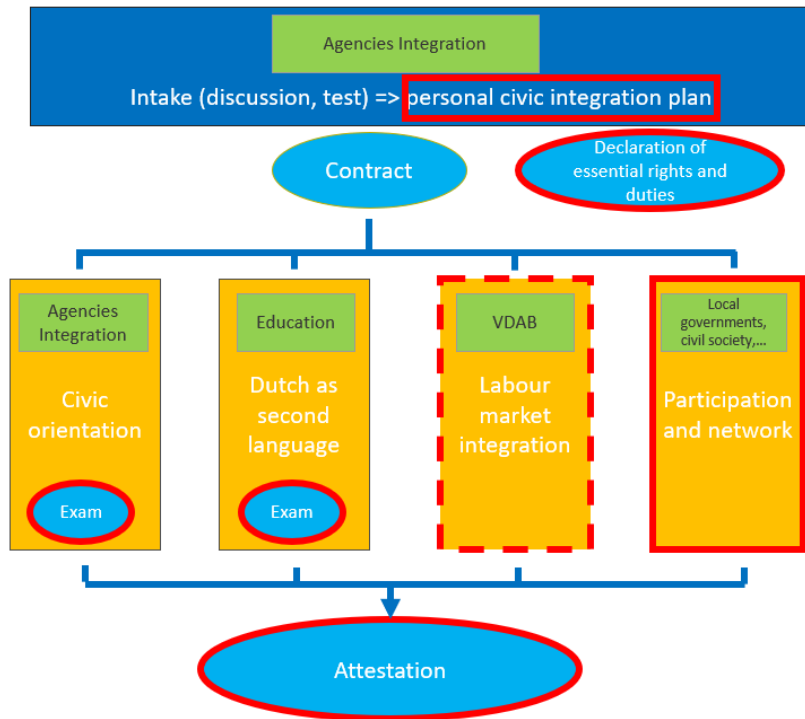 Agencies Integration
Intake (discussion, test) => personal civic integration plan
Contract
Declaration of
essential rights and
duties
Agencies
Integration
Civic
orientation
Exam
Education
Dutch as
second
language
Exam
VDAB
Labour
market
integration
Local
governments,
civil society,...
Participation
and network
Attestation